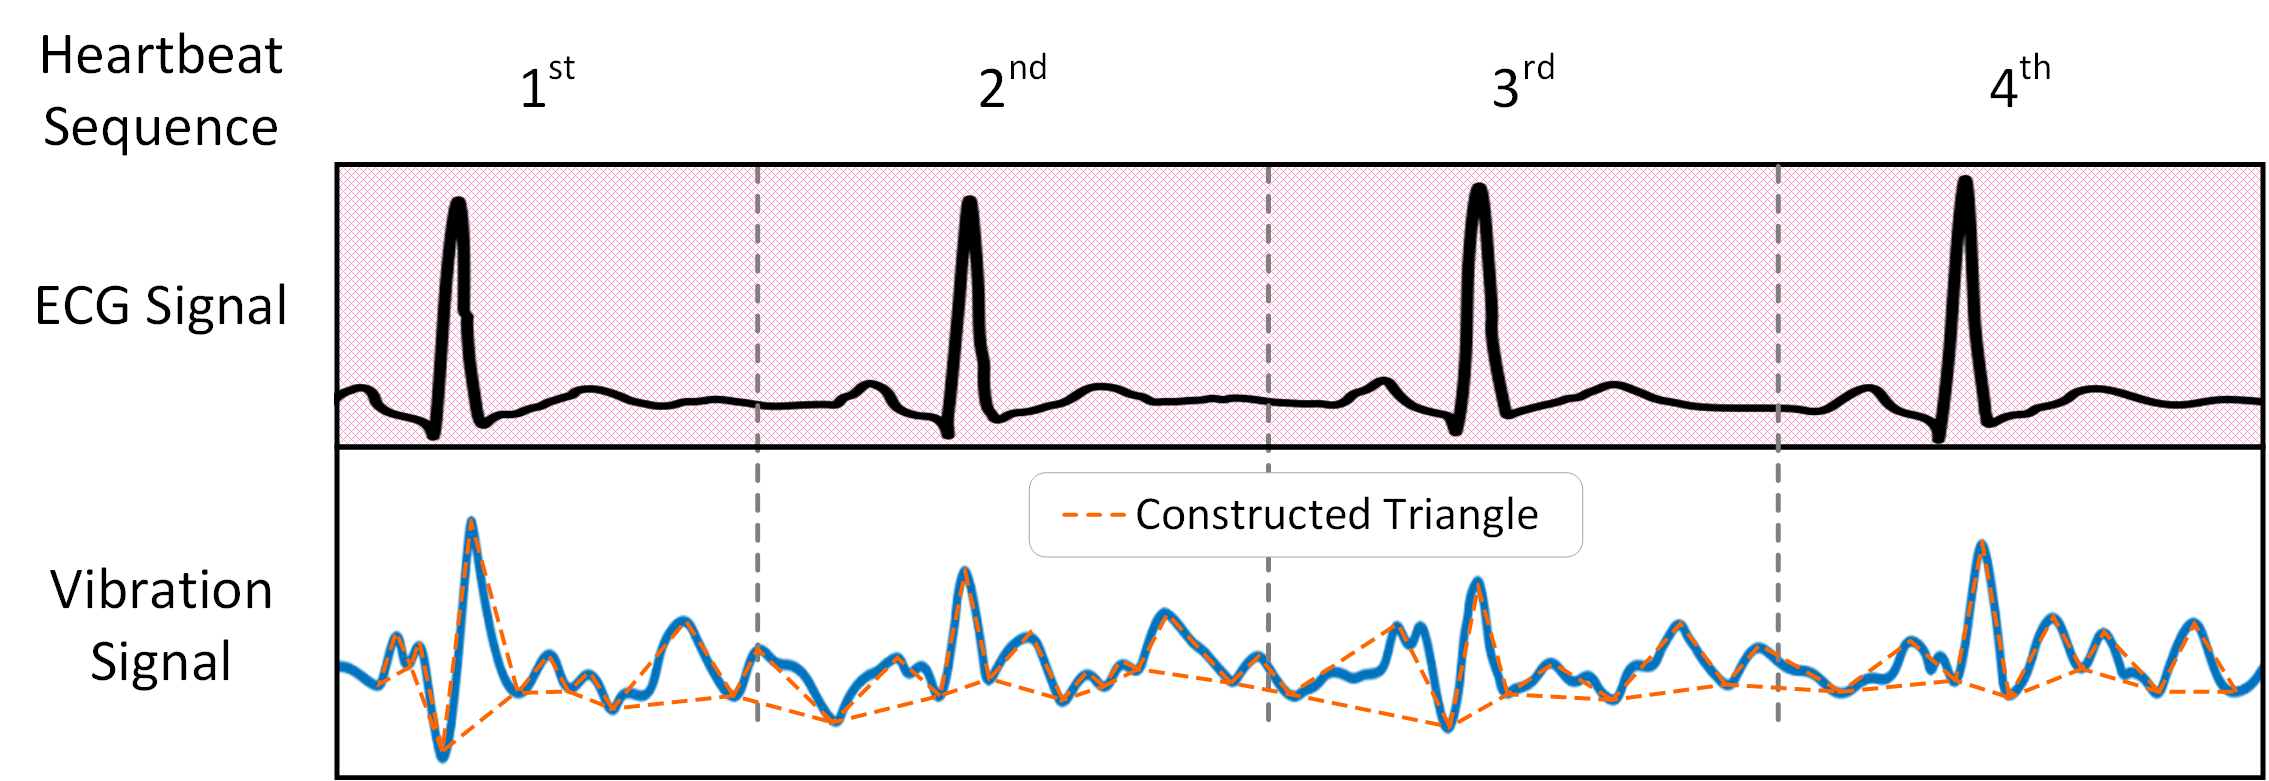 Heartbeat
Sequence
1st
2nd
3rd
4th
ECG Signal
Constructed Triangle
Vibration
Signal